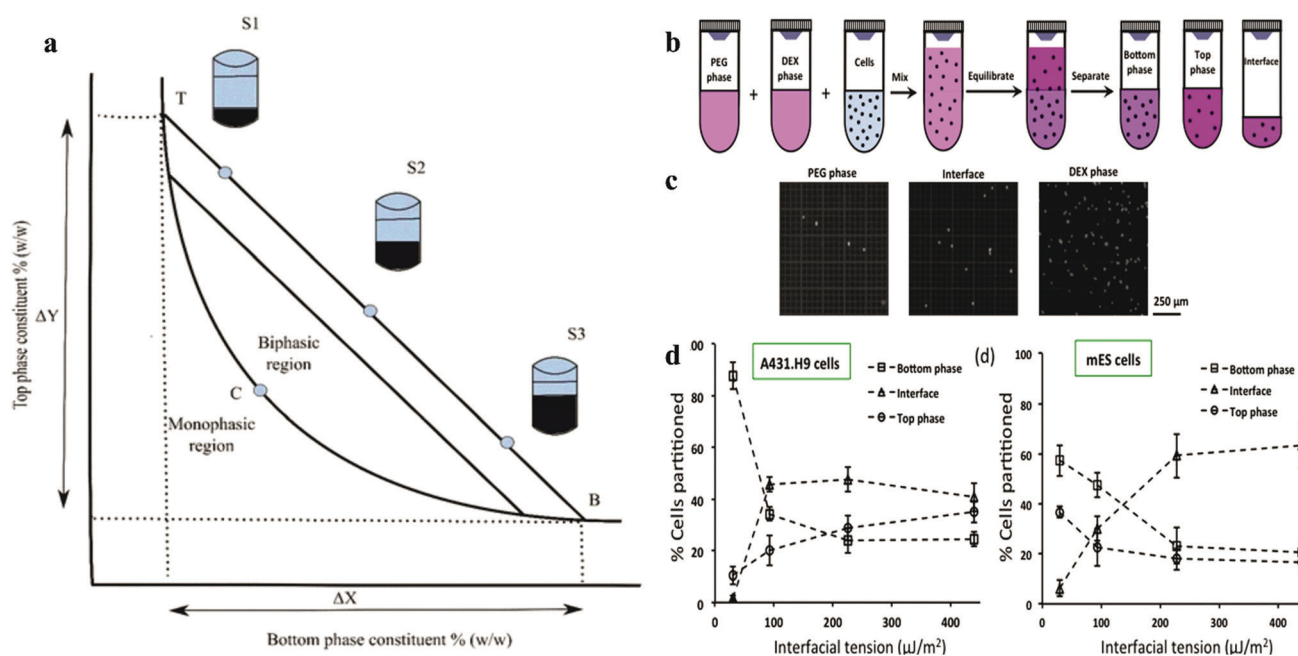 a
S1
T
S2
S3
ΔY
Top phase constituent % (w/w)
Biphasic
region
C
Monophasic
region
B
ΔX
Bottom phase constituent % (w/w)
b
PEG
phase
+
DEX
phase
+
Cells
Mix
Equilibrate
Separate
Bottom
phase
Top
phase
Interface
c
PEG phase
Interface
DEX phase
250 µm
d
A431.H9 cells
Bottom phase
Interface
Top phase
% Cells partitioned
00
80
60
40
20
0
0
100
200
300
400
Interfacial tension (µJ/m²)
(d)
mES cells
Bottom phase
Interface
Top phase
% Cells partitioned
100
80
60
40
20
0
0
100
200
300
400
Interfacial tension (µJ/m²)